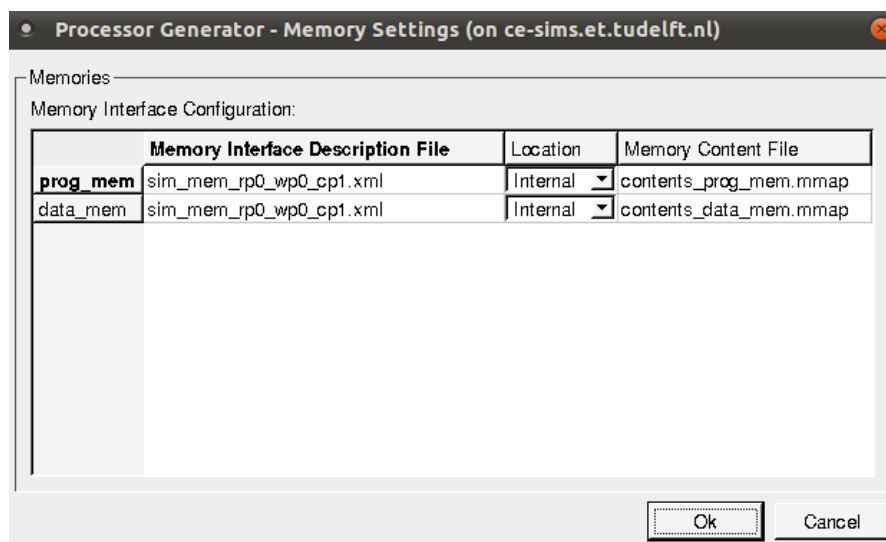 Processor Generator - Memory Settings (on ce-sims.et.tudelft.nl)
Memories
Memory Interface Configuration:
Memory Interface Description File Location Memory Content File
prog_mem sim_mem_rp0_wp0_cp1.xml Internal contents_prog_mem.mmap
data_mem sim_mem_rp0_wp0_cp1.xml Internal contents_data_mem.mmap
Ok Cancel